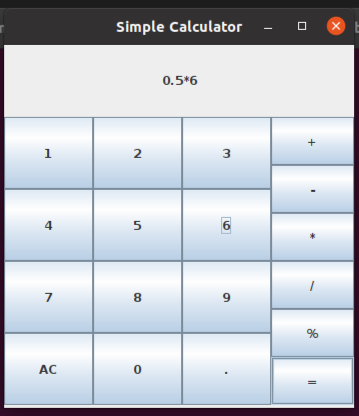 Simple Calculator
0.5*6
1 2 3 +
-
4 5 6 *
7 8 9 /
%
AC 0 . =